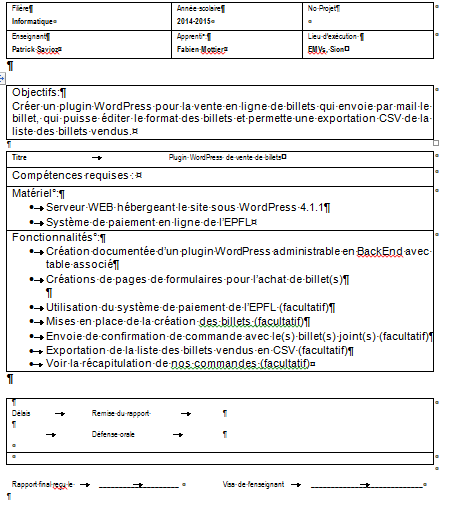 Filière Année scolaire No Projet
Informatique 2014-2015
Enseignant Apprenti* Lieu d'exécution
Patrick Savioz Fabien Mottier EMVs, Sion
Objectifs:
Créer un plugin WordPress pour la vente en ligne de billets qui envoie par mail le
billet, qui puisse éditer le format des billets et permette une exportation CSV de la
liste des billets vendus.
Titre Plugin WordPress de vente de billets
Compétences requises :
Matériel :
Serveur WEB hébergeant le site sous WordPress 4.1.1
Système de paiement en ligne de l'EPFL
Fonctionnalités :
Création documentée d'un plugin WordPress administrable en BackEnd avec
table associé
Créations de pages de formulaires pour l'achat de billet(s)
Utilisation du système de paiement de l'EPFL (facultatif)
Mises en place de la création des billets (facultatif)
Envoie de confirmation de commande avec le(s) billet(s) joint(s) (facultatif)
Exportation de la liste des billets vendus en CSV (facultatif)
Voir la récapitulation de nos commandes (facultatif)
Délais Remise du rapport
Défense orale
Rapport final reçu le Visa de l'enseignant